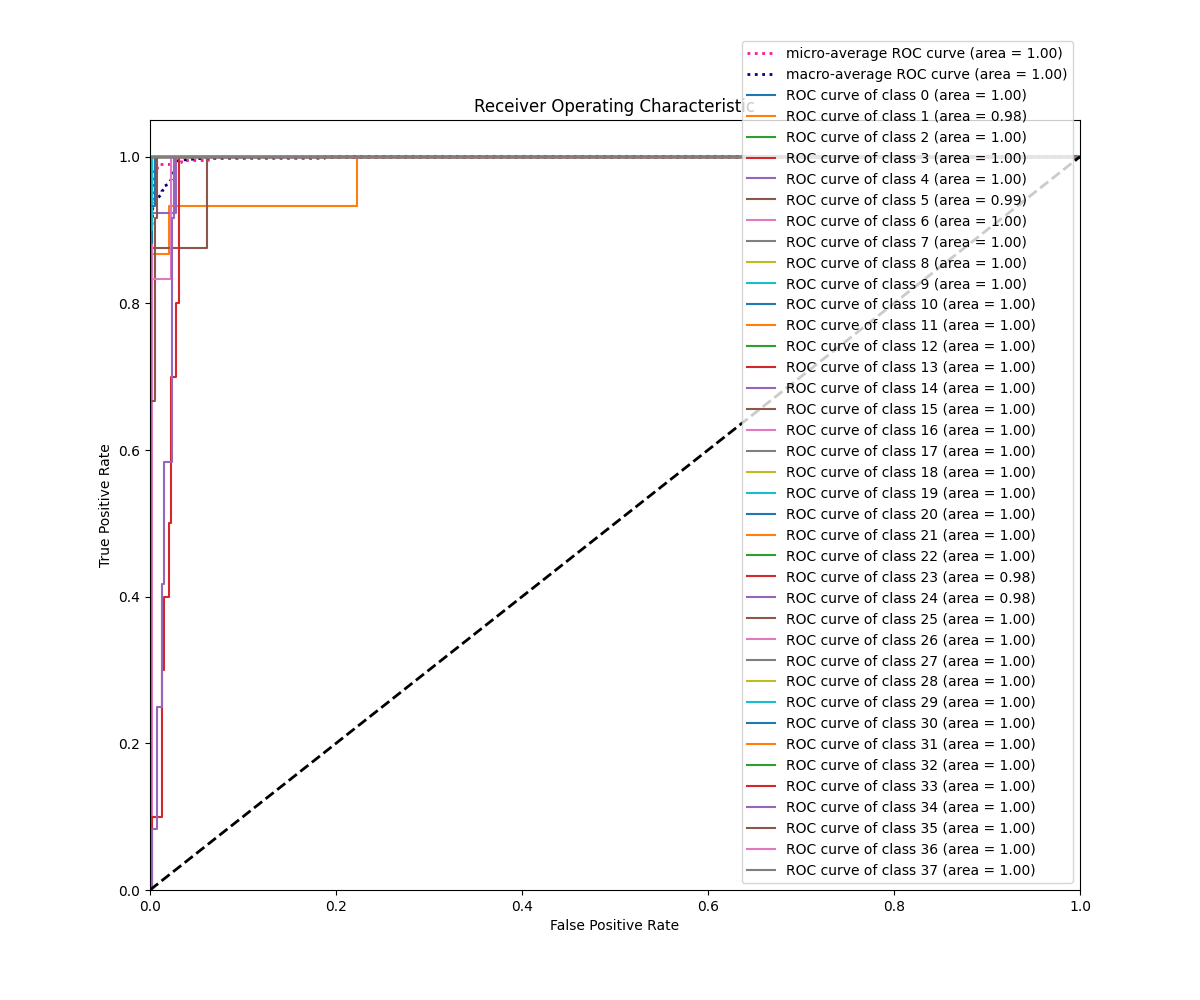 micro-average ROC curve (area = 1.00)
macro-average ROC curve (area = 1.00)
Receiver Operating Characteristic
ROC curve of class 0 (area = 1.00)
ROC curve of class 1 (area = 0.98)
ROC curve of class 2 (area = 1.00)
ROC curve of class 3 (area = 1.00)
ROC curve of class 4 (area = 1.00)
ROC curve of class 5 (area = 0.99)
ROC curve of class 6 (area = 1.00)
ROC curve of class 7 (area = 1.00)
ROC curve of class 8 (area = 1.00)
ROC curve of class 9 (area = 1.00)
ROC curve of class 10 (area = 1.00)
ROC curve of class 11 (area = 1.00)
ROC curve of class 12 (area = 1.00)
ROC curve of class 13 (area = 1.00)
ROC curve of class 14 (area = 1.00)
ROC curve of class 15 (area = 1.00)
ROC curve of class 16 (area = 1.00)
ROC curve of class 17 (area = 1.00)
ROC curve of class 18 (area = 1.00)
ROC curve of class 19 (area = 1.00)
ROC curve of class 20 (area = 1.00)
ROC curve of class 21 (area = 1.00)
ROC curve of class 22 (area = 1.00)
ROC curve of class 23 (area = 0.98)
ROC curve of class 24 (area = 0.98)
ROC curve of class 25 (area = 1.00)
ROC curve of class 26 (area = 1.00)
ROC curve of class 27 (area = 1.00)
ROC curve of class 28 (area = 1.00)
ROC curve of class 29 (area = 1.00)
ROC curve of class 30 (area = 1.00)
ROC curve of class 31 (area = 1.00)
ROC curve of class 32 (area = 1.00)
ROC curve of class 33 (area = 1.00)
ROC curve of class 34 (area = 1.00)
ROC curve of class 35 (area = 1.00)
ROC curve of class 36 (area = 1.00)
ROC curve of class 37 (area = 1.00)
True Positive Rate
1.0
0.8
0.6
0.4
0.2
0.0
0.0 0.2 0.4 0.6 0.8 1.0
False Positive Rate